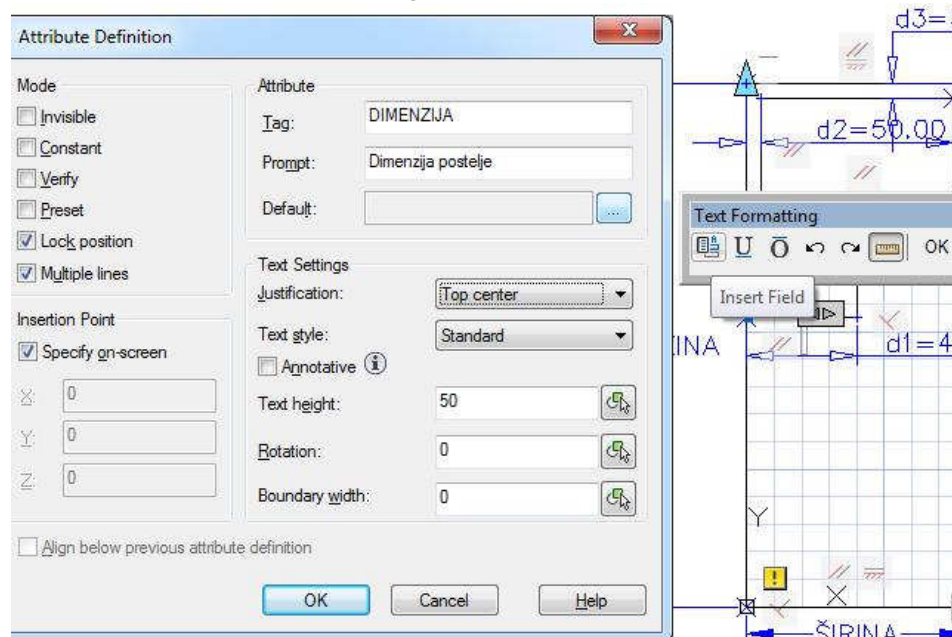 Attribute Definition
Mode
Invisible
Constant
Verify
Preset
Lock position
Multiple lines
Insertion Point
Specify on-screen
X: 0
Y: 0
Z: 0
Align below previous attribute definition
Attribute
Tag: DIMENZIJA
Prompt: Dimenzija postelje
Default: ...
Text Settings
Justification: Top center
Text style: Standard
Annotative
Text height: 50
Rotation: 0
Boundary width: 0
OK Cancel Help
d3=
d2=50.00
Text Formatting
U O OK
Insert Field
INA
d1=4
Y
X
ŠIRINA